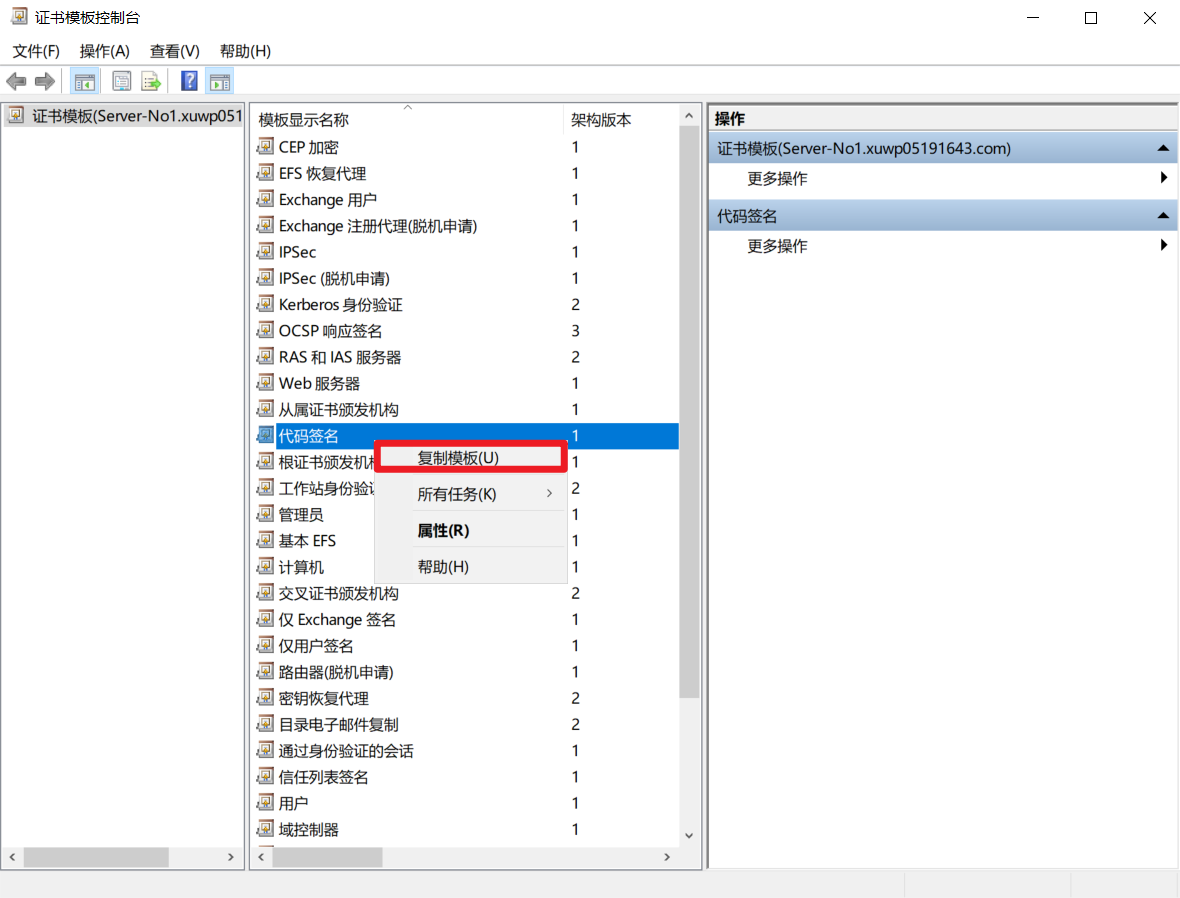 证书模板控制台
文件(F) 操作(A) 查看(V) 帮助(H)
证书模板(Server-No1.xuwp051
模板显示名称 架构版本
CEP 加密 1
EFS 恢复代理 1
Exchange 用户 1
Exchange 注册代理(脱机申请) 1
IPSec 1
IPSec (脱机申请) 1
Kerberos 身份验证 2
OCSP 响应签名 3
RAS 和 IAS 服务器 2
Web 服务器 1
从属证书颁发机构 1
代码签名 1
根证书颁发机 1
工作站身份验 2
管理员 1
基本 EFS 1
计算机 1
交叉证书颁发机构 2
仅 Exchange 签名 1
仅用户签名 1
路由器(脱机申请) 1
密钥恢复代理 2
目录电子邮件复制 2
通过身份验证的会话 1
信任列表签名 1
用户 1
域控制器 1
复制模板(U)
所有任务(K)
属性(R)
帮助(H)
操作
证书模板(Server-No1.xuwp05191643.com)
更多操作
代码签名
更多操作